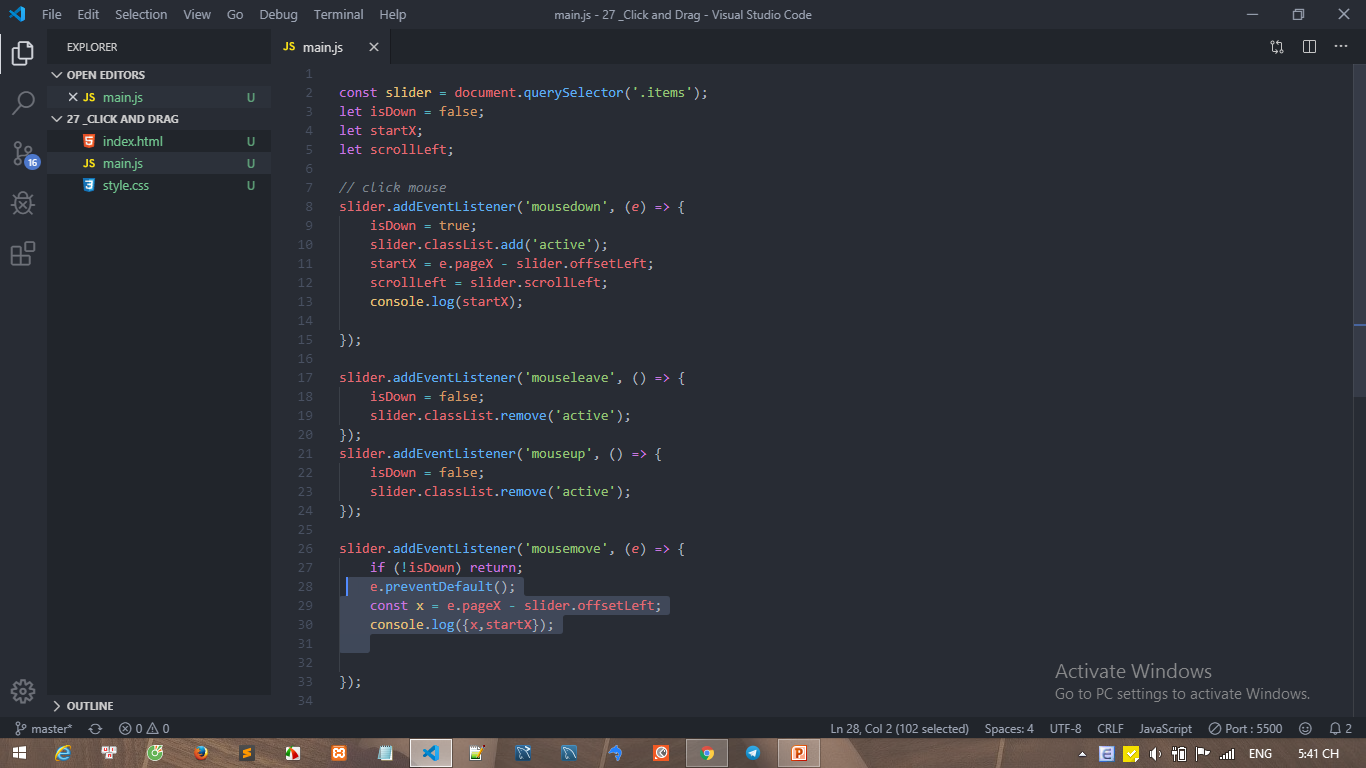 File Edit Selection View Go Debug Terminal Help
main.js - 27 _Click and Drag - Visual Studio Code
EXPLORER
OPEN EDITORS
JS main.js U
27 _CLICK AND DRAG
index.html U
JS main.js U
style.css U
OUTLINE
16
JS main.js
1
2 const slider = document.querySelector('.items');
3 let isDown = false;
4 let startX;
5 let scrollLeft;
6
7 // click mouse
8 slider.addEventListener('mousedown', (e) => {
9 isDown = true;
10 slider.classList.add('active');
11 startX = e.pageX - slider.offsetLeft;
12 scrollLeft = slider.scrollLeft;
13 console.log(startX);
14
15 });
16
17 slider.addEventListener('mouseleave', () => {
18 isDown = false;
19 slider.classList.remove('active');
20 });
21 slider.addEventListener('mouseup', () => {
22 isDown = false;
23 slider.classList.remove('active');
24 });
25
26 slider.addEventListener('mousemove', (e) => {
27 if (!isDown) return;
28 e.preventDefault();
29 const x = e.pageX - slider.offsetLeft;
30 console.log({x,startX});
31
32
33 });
34
Activate Windows
Go to PC settings to activate Windows.
master* 0 0 Ln 28, Col 2 (102 selected) Spaces: 4 UTF-8 CRLF JavaScript Port : 5500 2
ENG 5:41 CH